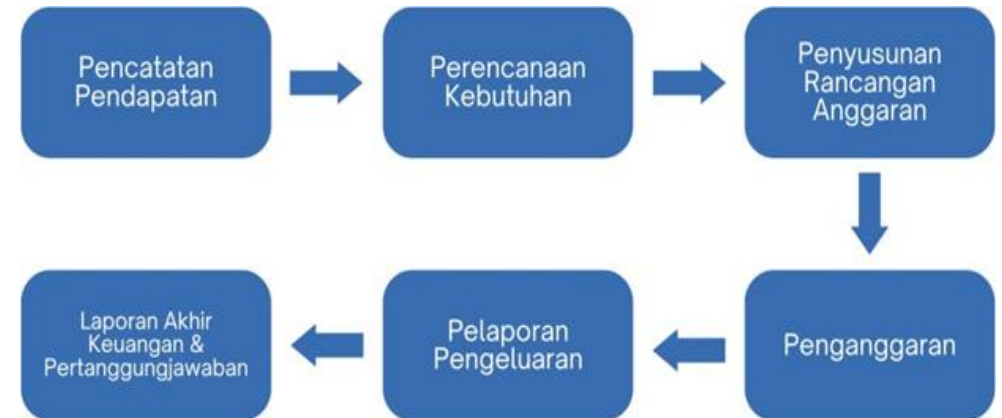 Pencatatan
Pendapatan
Perencanaan
Kebutuhan
Penyusunan
Rancangan
Anggaran
Penganggaran
Pelaporan
Pengeluaran
Laporan Akhir
Keuangan &
Pertanggungjawaban